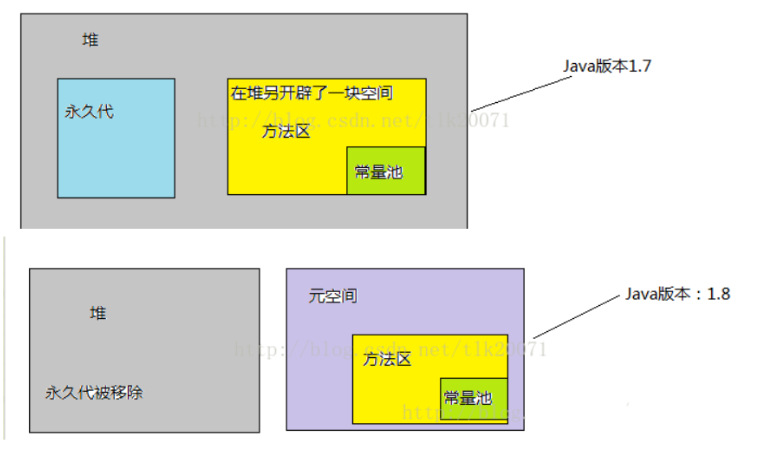 堆
Java版本1.7
永久代
在堆另开辟了一块空间
http://blog.csdn.net/tlk20071
方法区
常量池
元空间
Java版本：1.8
堆
http://blog.csdn.net/tlk20071
方法区
永久代被移除
常量池
http://blog.